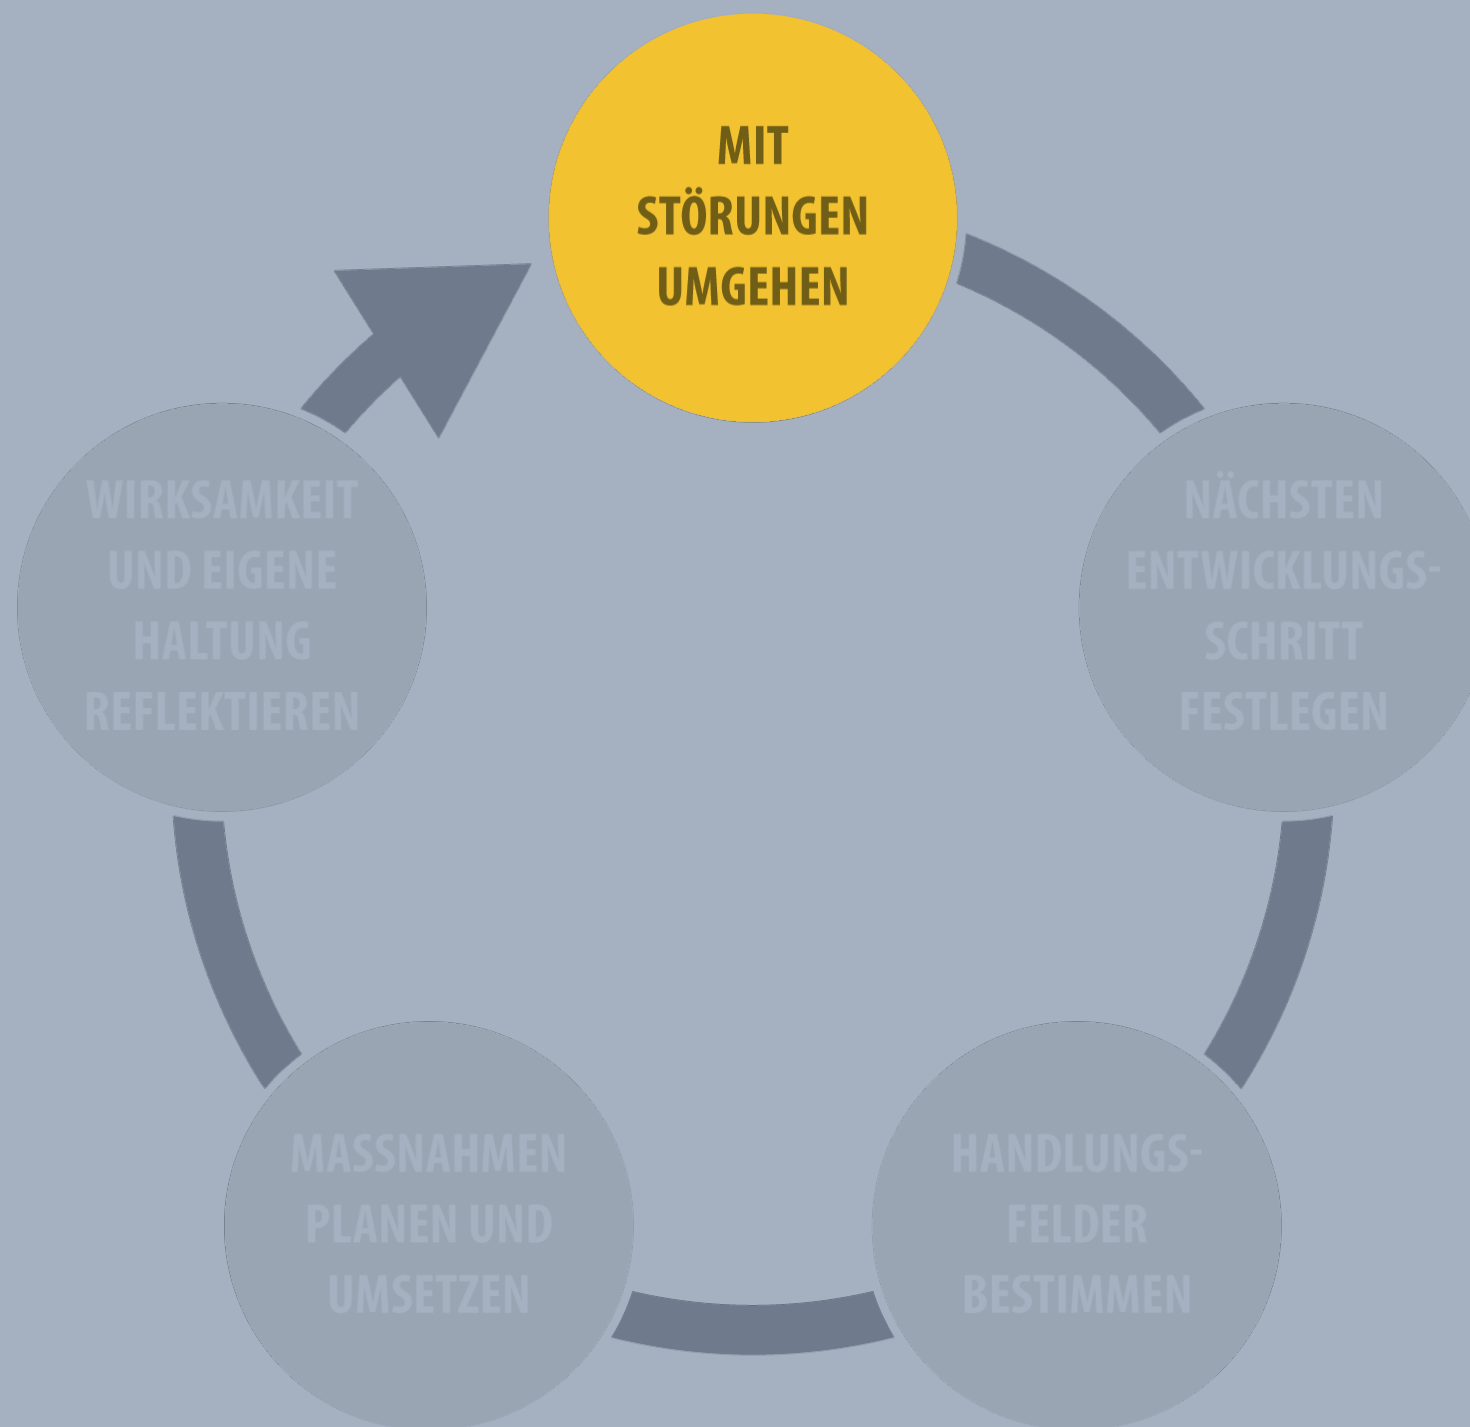 MIT
STÖRUNGEN
UMGEHEN
NÄCHSTEN
ENTWICKLUNGS-
SCHRITT
FESTLEGEN
HANDLUNGS-
FELDER
BESTIMMEN
MASSNAHMEN
PLANEN UND
UMSETZEN
WIRKSAMKEIT
UND EIGENE
HALTUNG
REFLEKTIEREN